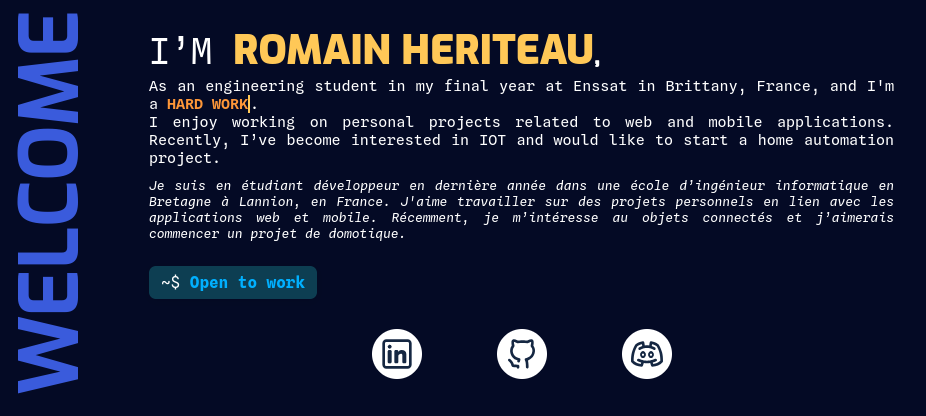 WELCOME
I’M ROMAIN HERITEAU,
As an engineering student in my final year at Enssat in Brittany, France, and I'm
a HARD WORK.
I enjoy working on personal projects related to web and mobile applications.
Recently, I’ve become interested in IOT and would like to start a home automation
project.
Je suis en étudiant développeur en dernière année dans une école d’ingénieur informatique en
Bretagne à Lannion, en France. J'aime travailler sur des projets personnels en lien avec les
applications web et mobile. Récemment, je m’intéresse au objets connectés et j’aimerais
commencer un projet de domotique.
~$ Open to work
in